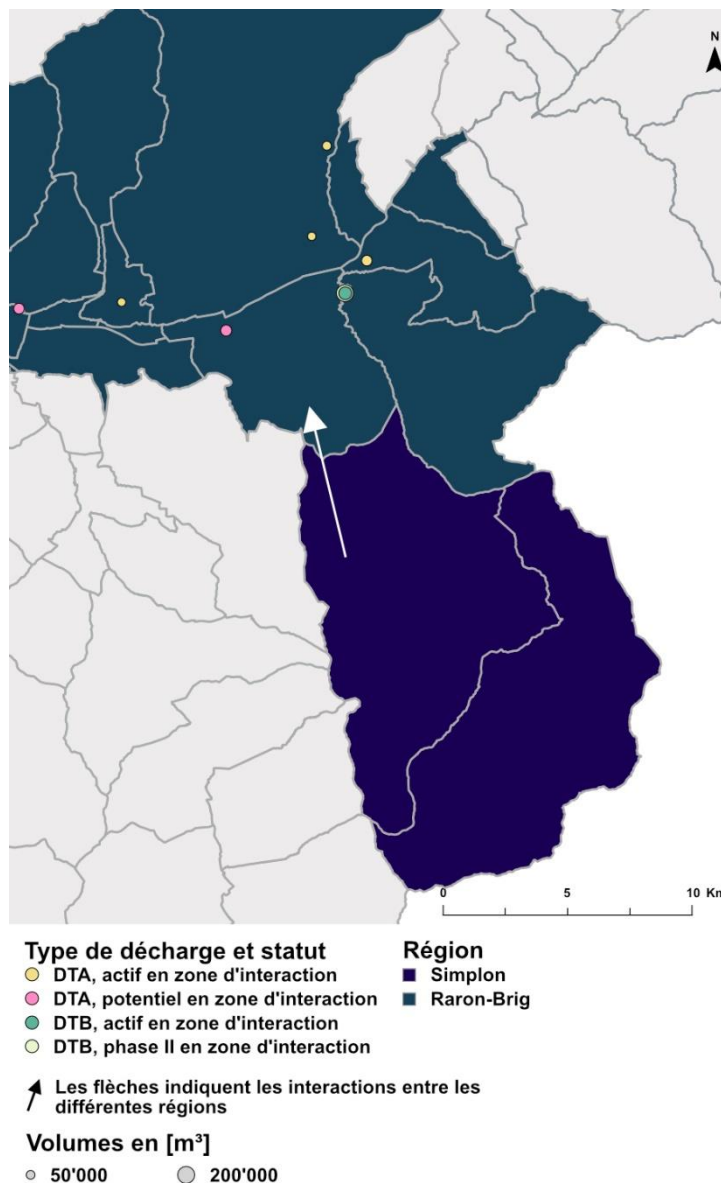 N
0 5 10 Km
Type de décharge et statut
DTA, actif en zone d'interaction
DTA, potentiel en zone d'interaction
DTB, actif en zone d'interaction
DTB, phase II en zone d'interaction
Les flèches indiquent les interactions entre les
différentes régions
Région
Simplon
Raron-Brig
Volumes en [m³]
50'000 200'000